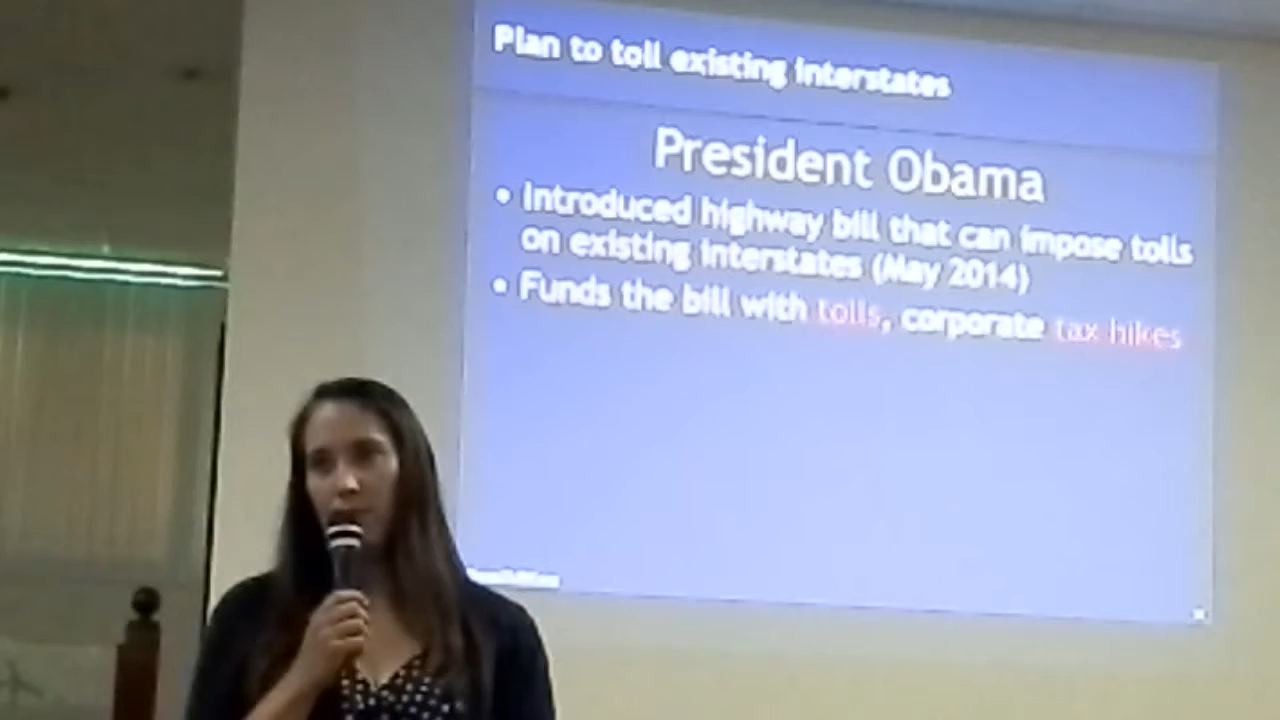 Plan to toll existing interstates
President Obama
• Introduced highway bill that can impose tolls
on existing interstates (May 2014)
• Funds the bill with tolls, corporate tax hikes